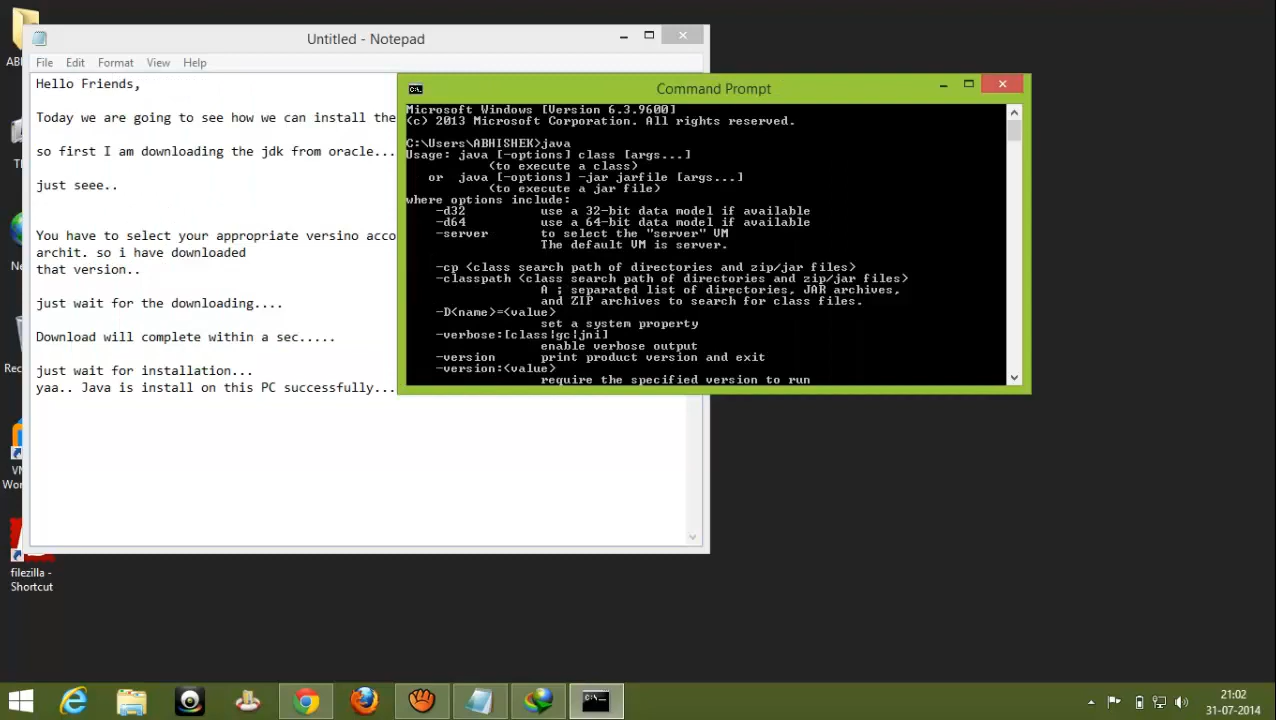 Untitled - Notepad
File Edit Format View Help
Hello Friends,
Today we are going to see how we can install the
so first I am downloading the jdk from oracle...
just seee..
You have to select your appropriate versino acco
archit. so i have downloaded
that version..
just wait for the downloading....
Download will complete within a sec.....
just wait for installation...
yaa.. Java is install on this PC successfully...
Command Prompt
Microsoft Windows [Version 6.3.9600]
(c) 2013 Microsoft Corporation. All rights reserved.
C:\Users\ABHISHEK>java
Usage: java [-options] class [args...]
(to execute a class)
or java [-options] -jar jarfile [args...]
(to execute a jar file)
where options include:
-d32 use a 32-bit data model if available
-d64 use a 64-bit data model if available
-server to select the "server" VM
The default VM is server.
-cp <class search path of directories and zip/jar files>
-classpath <class search path of directories and zip/jar files>
A ; separated list of directories, JAR archives,
and ZIP archives to search for class files.
-D<name>=<value>
set a system property
-verbose:[class|gc|jni]
enable verbose output
-version print product version and exit
-version:<value>
require the specified version to run
filezilla -
Shortcut
21:02
31-07-2014